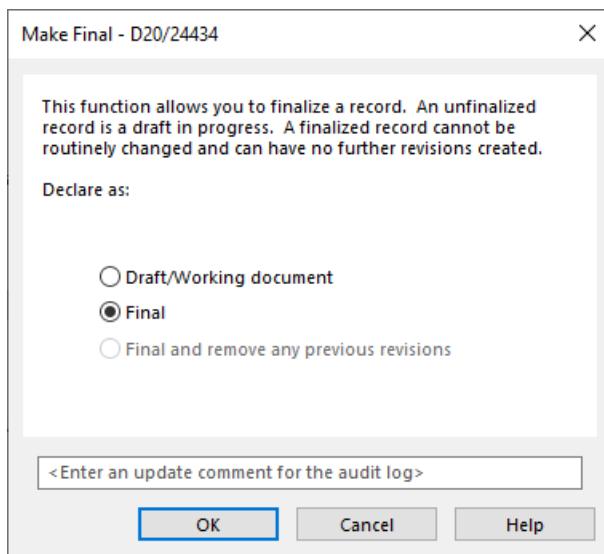 Make Final - D20/24434
This function allows you to finalize a record. An unfinalized
record is a draft in progress. A finalized record cannot be
routinely changed and can have no further revisions created.
Declare as:
Draft/Working document
Final
Final and remove any previous revisions
<Enter an update comment for the audit log>
OK
Cancel
Help